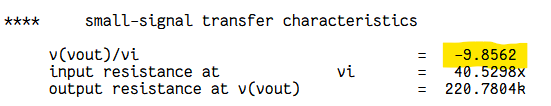 **** small-signal transfer characteristics
v(vout)/vi = -9.8562
input resistance at vi = 40.5298x
output resistance at v(vout) = 220.7804k